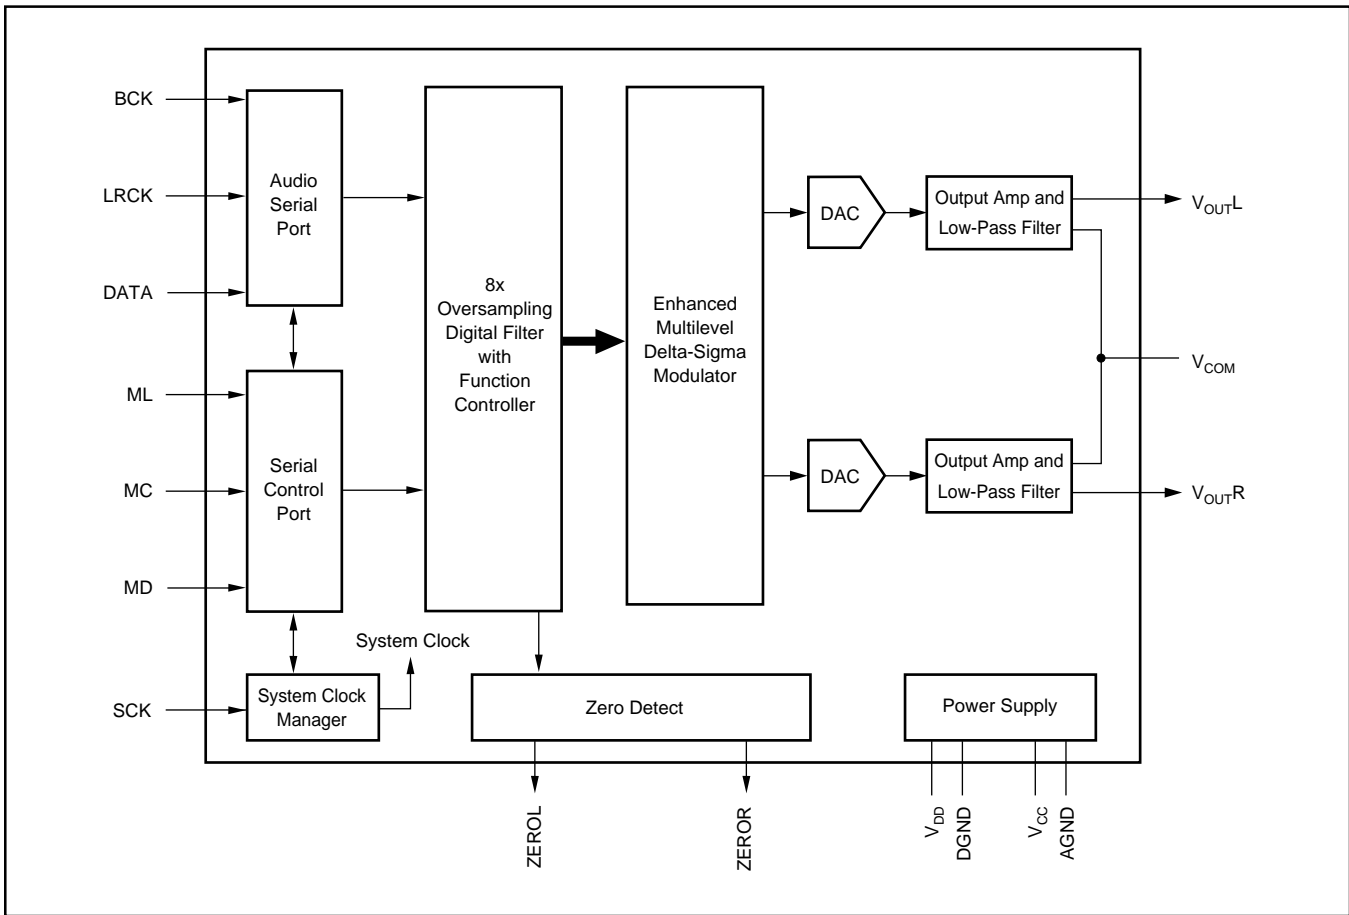 BCK
LRCK
DATA
ML
MC
MD
SCK
Audio
Serial
Port
Serial
Control
Port
System Clock
Manager
System Clock
8x
Oversampling
Digital Filter
with
Function
Controller
Enhanced
Multilevel
Delta-Sigma
Modulator
DAC
DAC
Output Amp and
Low-Pass Filter
Output Amp and
Low-Pass Filter
VOUTL
VCOM
VOUTR
Zero Detect
Power Supply
ZEROL
ZEROR
VDD
DGND
VCC
AGND